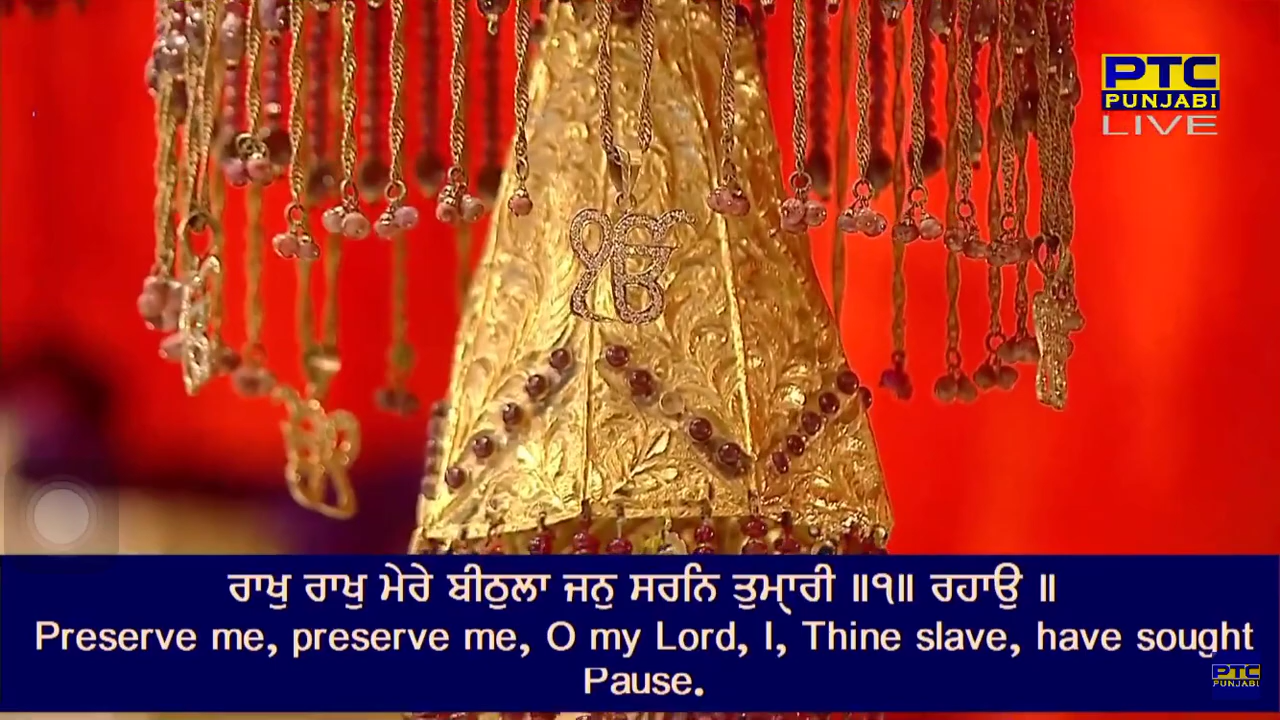 PTC
PUNJABI
LIVE
ੴ
ਰਾਖੁ ਰਾਖੁ ਮੇਰੇ ਬੀਠੁਲਾ ਜਨੁ ਸਰਨਿ ਤੁਮ੍ਹਾਰੀ ॥੧॥ ਰਹਾਉ ॥
Preserve me, preserve me, O my Lord, I, Thine slave, have sought
Pause.
PTC
PUNJABI